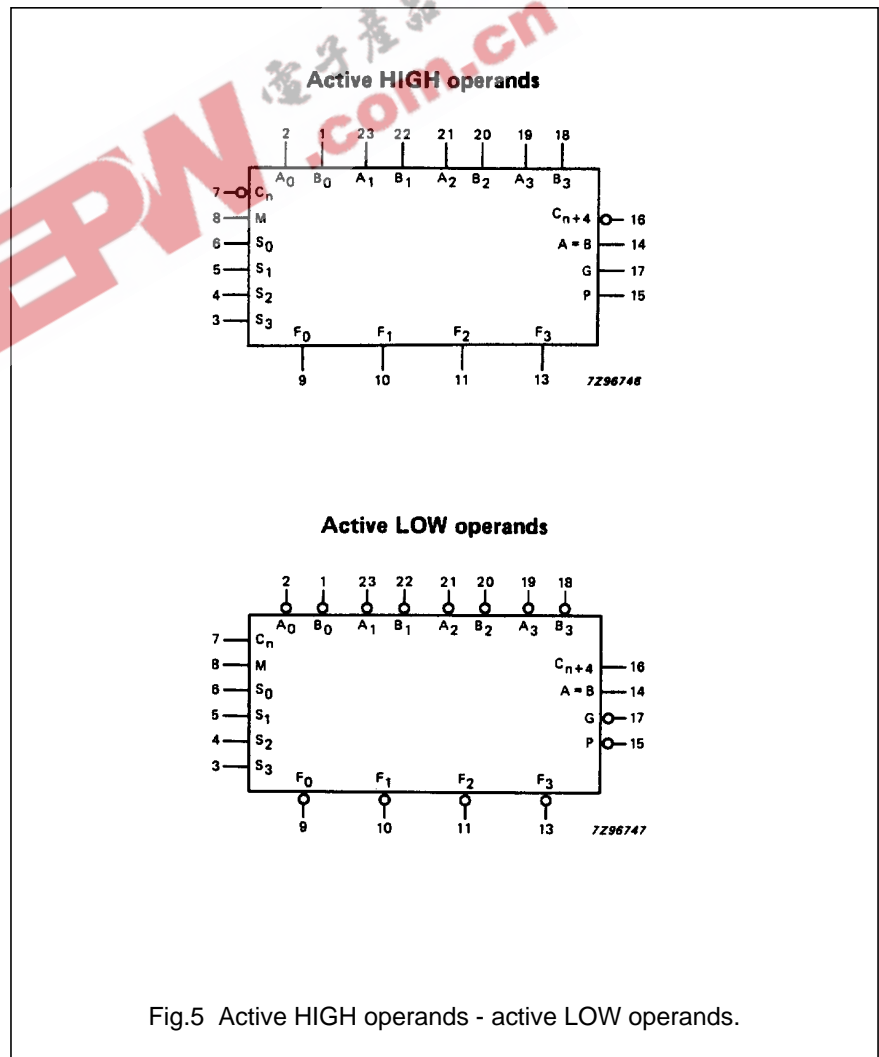 電子產品
.com.cn
EPW
Active HIGH operands
2 1 23 22 21 20 19 18
A0 B0 A1 B1 A2 B2 A3 B3
7 Cn
8 M
6 S0
5 S1
4 S2
3 S3
Cn+4 16
A = B 14
G 17
P 15
F0 F1 F2 F3
9 10 11 13 7Z96746
Active LOW operands
2 1 23 22 21 20 19 18
A0 B0 A1 B1 A2 B2 A3 B3
7 Cn
8 M
6 S0
5 S1
4 S2
3 S3
Cn+4 16
A = B 14
G 17
P 15
F0 F1 F2 F3
9 10 11 13 7Z96747
Fig.5 Active HIGH operands - active LOW operands.